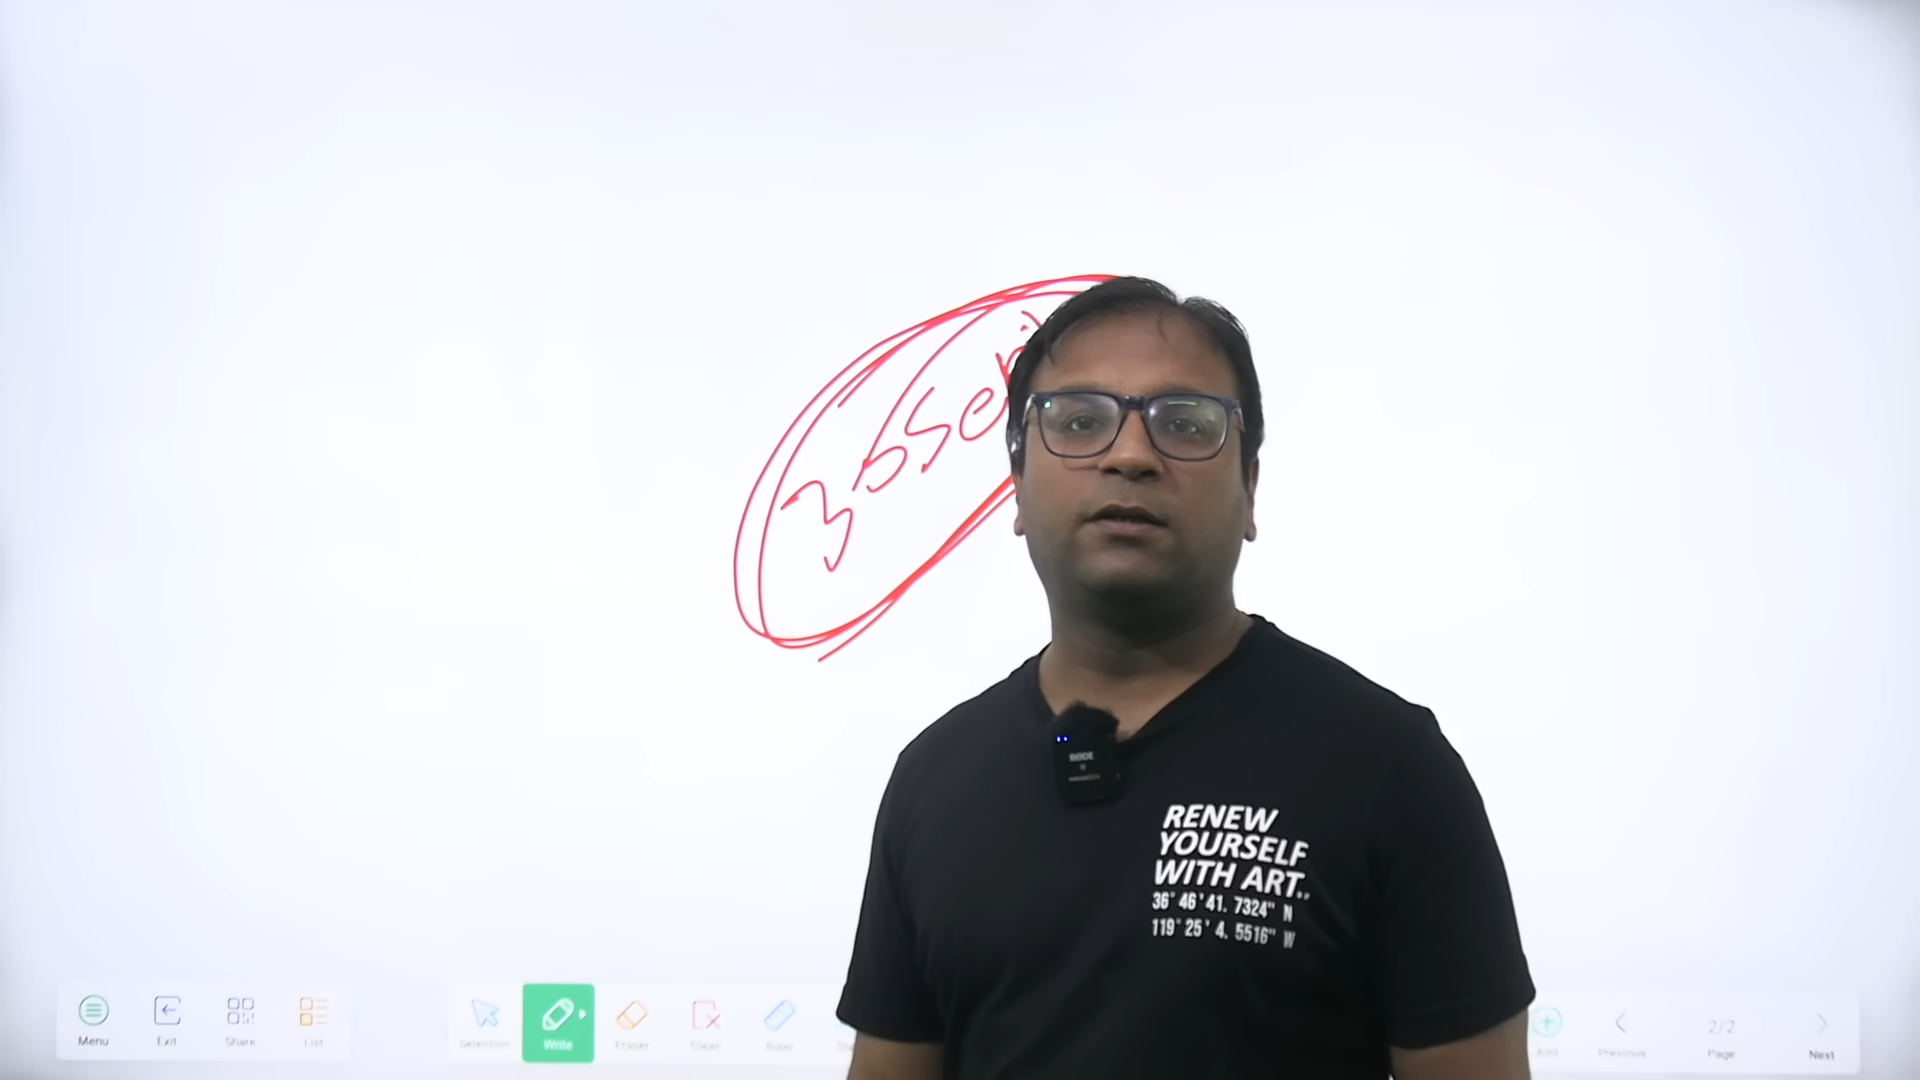 RENEW
YOURSELF
WITH ART.
36° 46' 41. 7324" N
119° 25' 4. 5516" W
RODE
Menu
Exit
Share
List
Selection
Write
Eraser
Clean
Ruler
Add
Previous
2/2
Page
Next